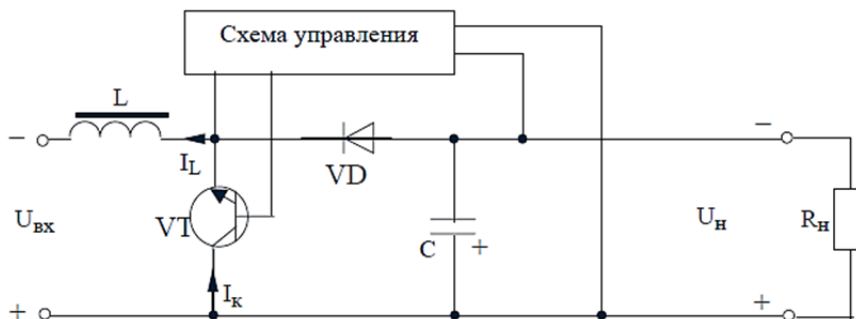 Схема управления
L
−
−
I_L
VD
U_вх
VT
C
+
U_н
R_н
I_к
+
+